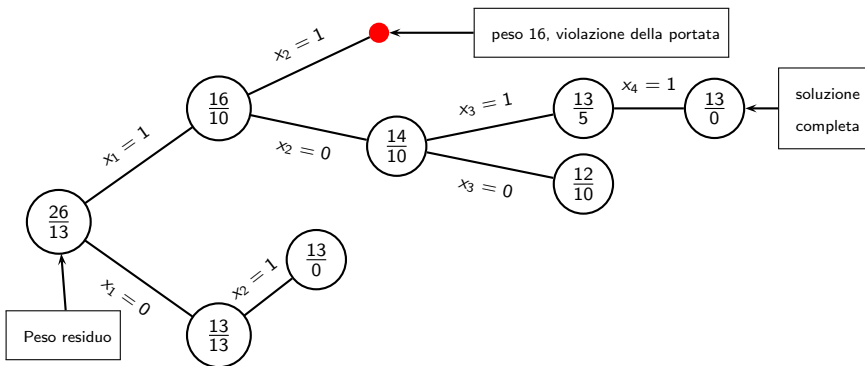 x2 = 1
peso 16, violazione della portata
16
10
x3 = 1
13
5
x4 = 1
13
0
soluzione
completa
x1 = 1
x2 = 0
14
10
x3 = 0
12
10
26
13
x1 = 0
x2 = 1
13
0
Peso residuo
13
13